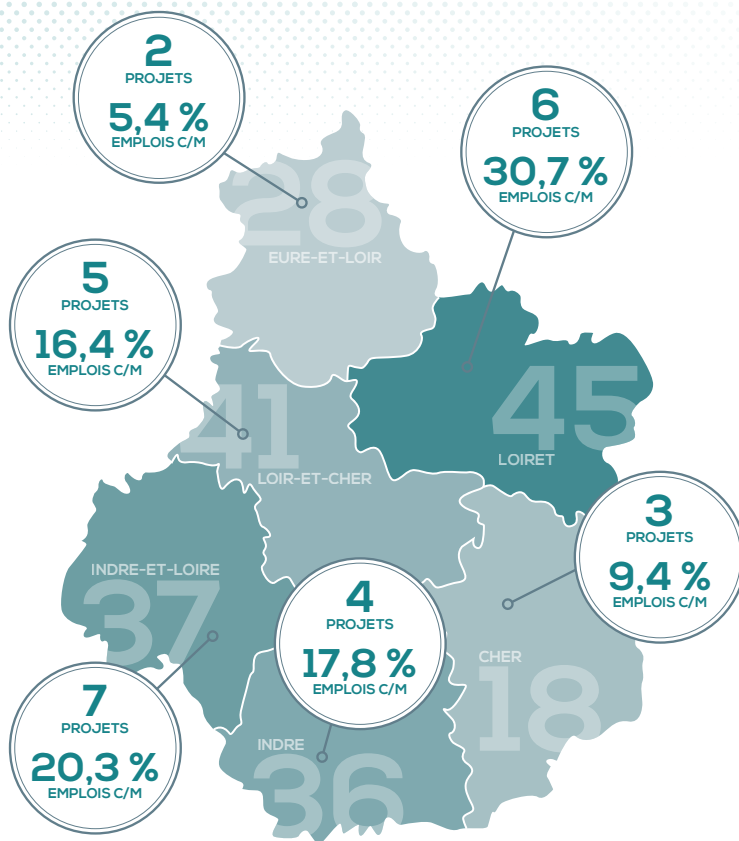 2
PROJETS
5,4 %
EMPLOIS C/M
6
PROJETS
30,7 %
EMPLOIS C/M
28
EURE-ET-LOIR
5
PROJETS
16,4 %
EMPLOIS C/M
45
LOIRET
41
LOIR-ET-CHER
3
PROJETS
9,4 %
EMPLOIS C/M
INDRE-ET-LOIRE
37
4
PROJETS
17,8 %
EMPLOIS C/M
CHER
18
7
PROJETS
20,3 %
EMPLOIS C/M
INDRE
36